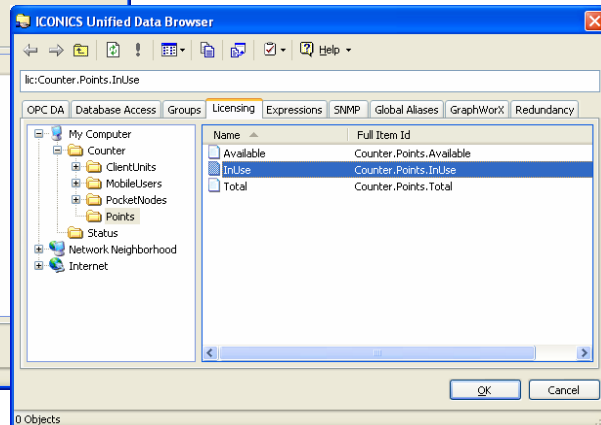 ICONICS Unified Data Browser
Help
lic:Counter.Points.InUse
OPC DA Database Access Groups Licensing Expressions SNMP Global Aliases GraphWorX Redundancy
My Computer
Counter
ClientUnits
MobileUsers
PocketNodes
Points
Status
Network Neighborhood
Internet
Name Full Item Id
Available Counter.Points.Available
InUse Counter.Points.InUse
Total Counter.Points.Total
OK Cancel
0 Objects